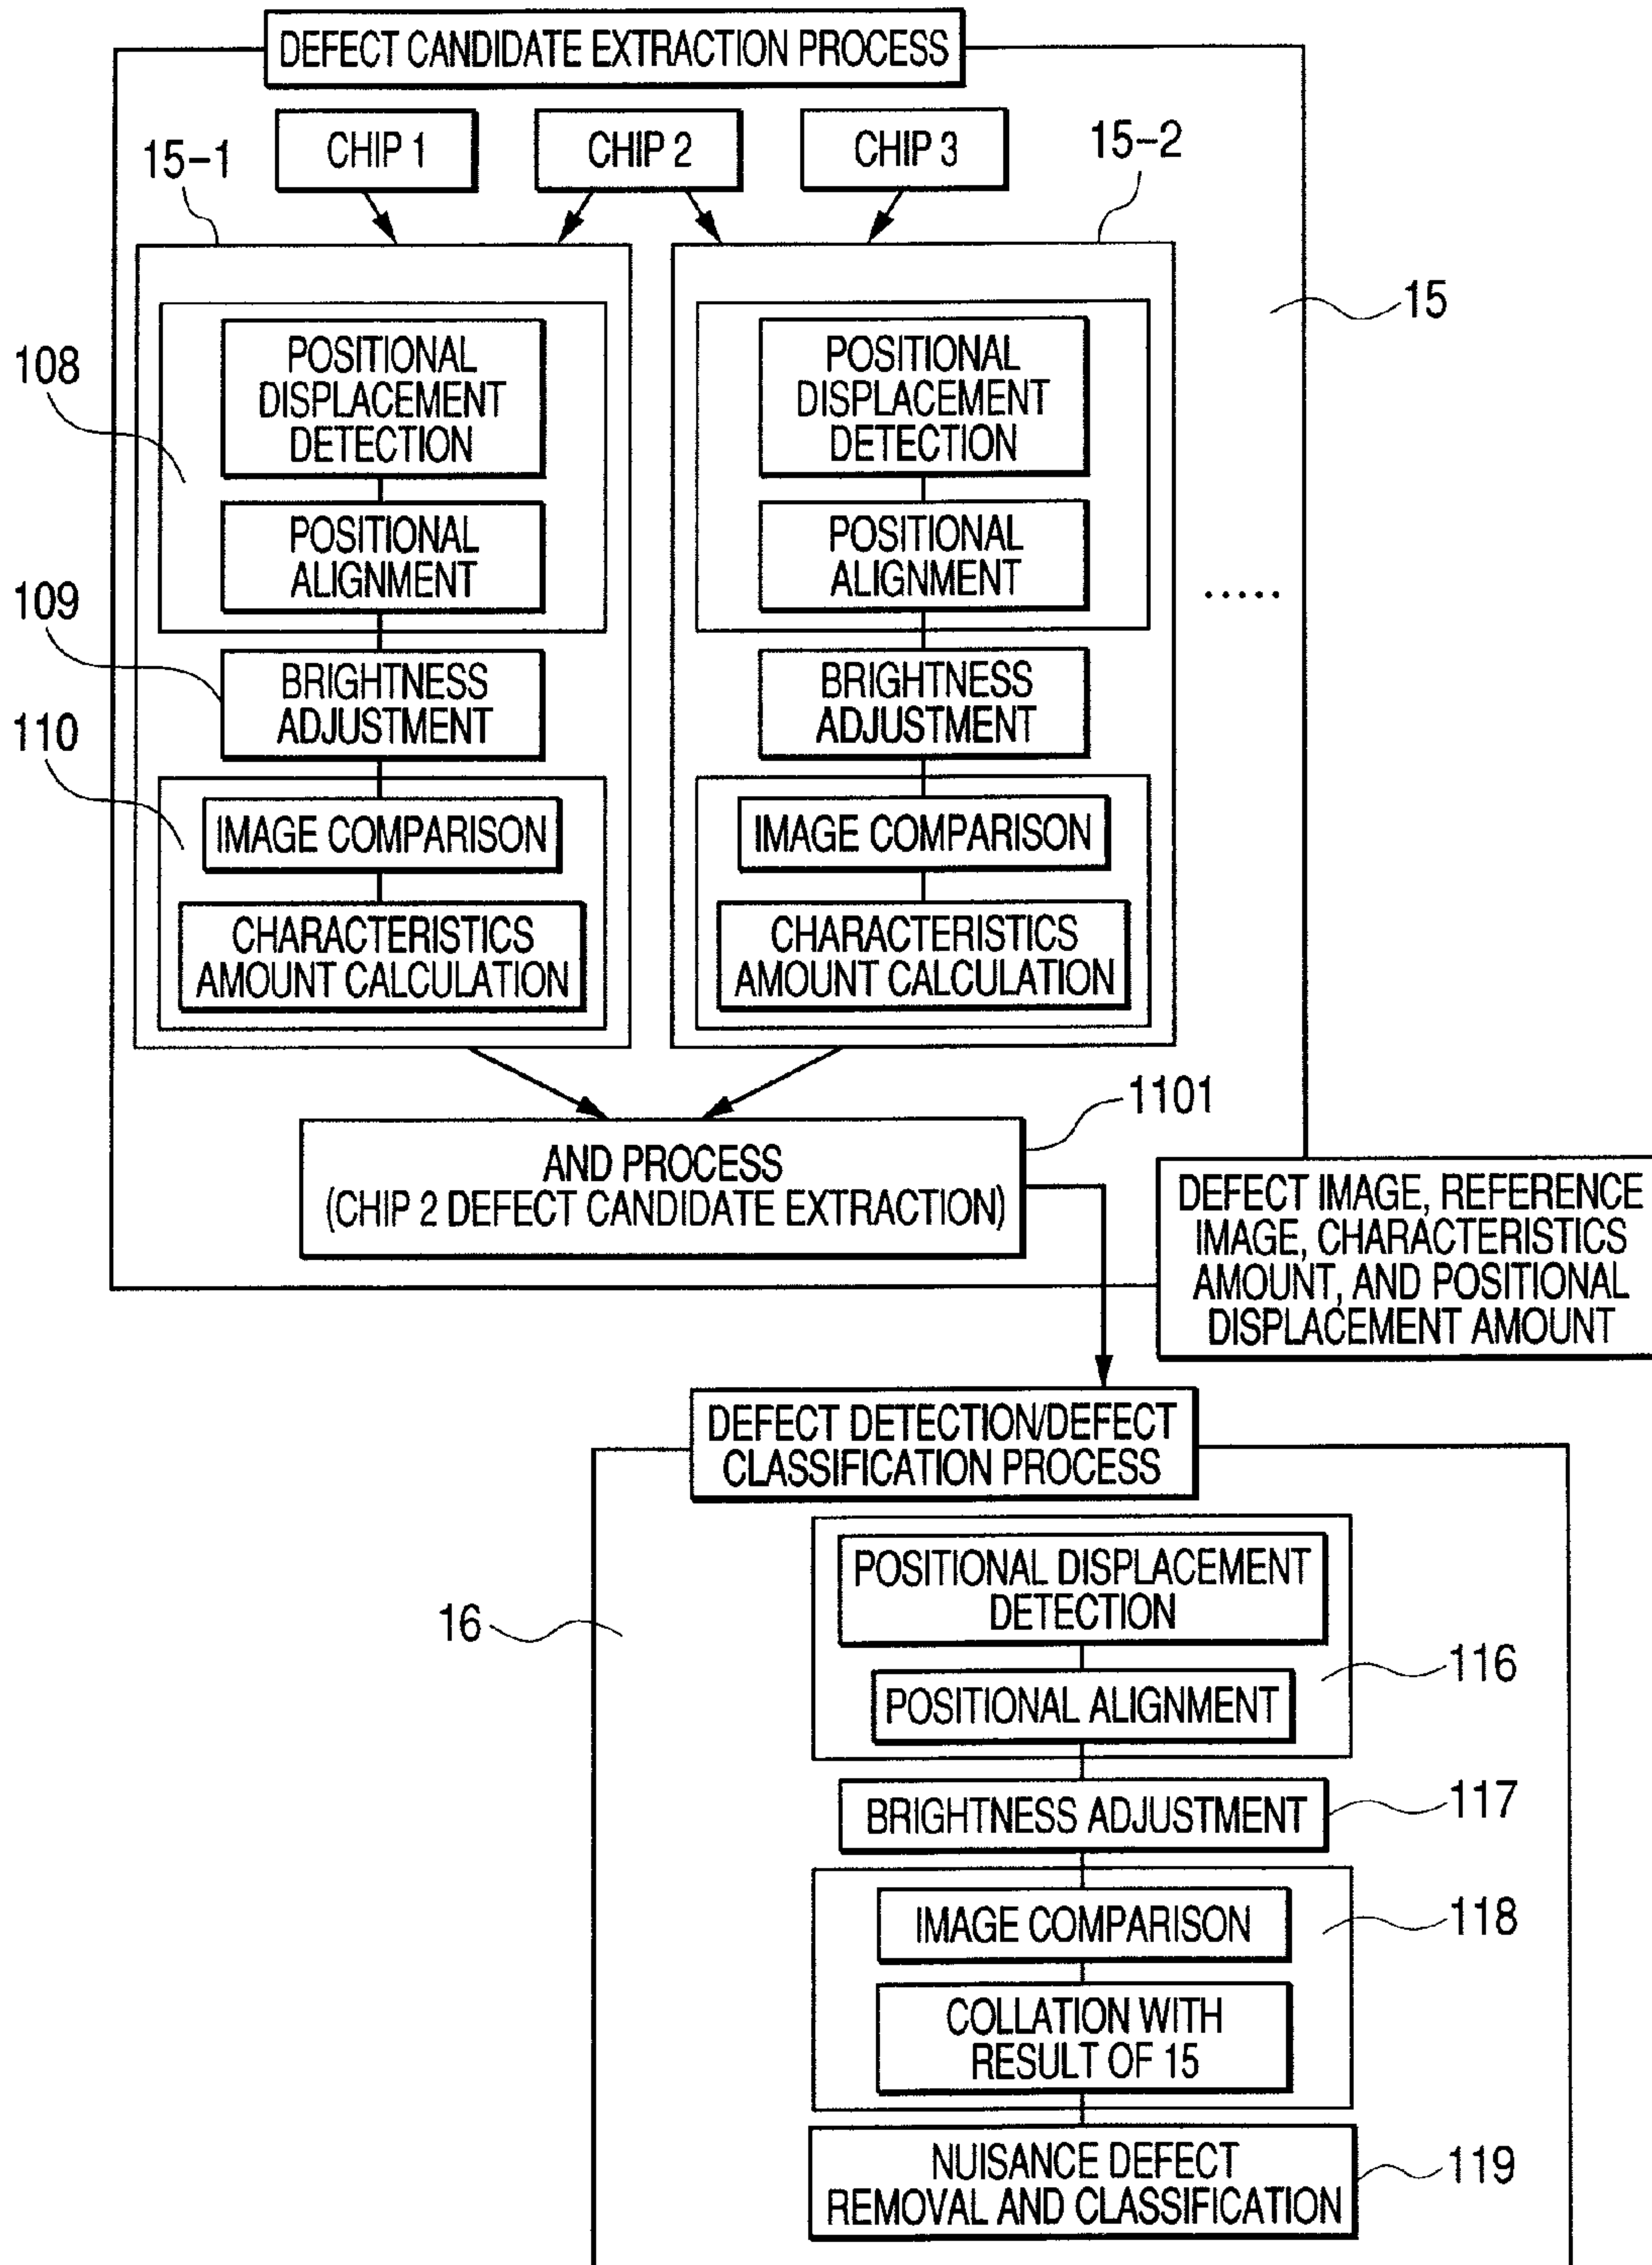 DEFECT CANDIDATE EXTRACTION PROCESS
CHIP 1
CHIP 2
CHIP 3
15-1
15-2
15
108
POSITIONAL
DISPLACEMENT
DETECTION
POSITIONAL
ALIGNMENT
109
BRIGHTNESS
ADJUSTMENT
110
IMAGE COMPARISON
CHARACTERISTICS
AMOUNT CALCULATION
POSITIONAL
DISPLACEMENT
DETECTION
POSITIONAL
ALIGNMENT
.....
BRIGHTNESS
ADJUSTMENT
IMAGE COMPARISON
CHARACTERISTICS
AMOUNT CALCULATION
1101
AND PROCESS
(CHIP 2 DEFECT CANDIDATE EXTRACTION)
DEFECT IMAGE, REFERENCE
IMAGE, CHARACTERISTICS
AMOUNT, AND POSITIONAL
DISPLACEMENT AMOUNT
DEFECT DETECTION/DEFECT
CLASSIFICATION PROCESS
16
POSITIONAL DISPLACEMENT
DETECTION
116
POSITIONAL ALIGNMENT
BRIGHTNESS ADJUSTMENT
117
IMAGE COMPARISON
118
COLLATION WITH
RESULT OF 15
NUISANCE DEFECT
REMOVAL AND CLASSIFICATION
119